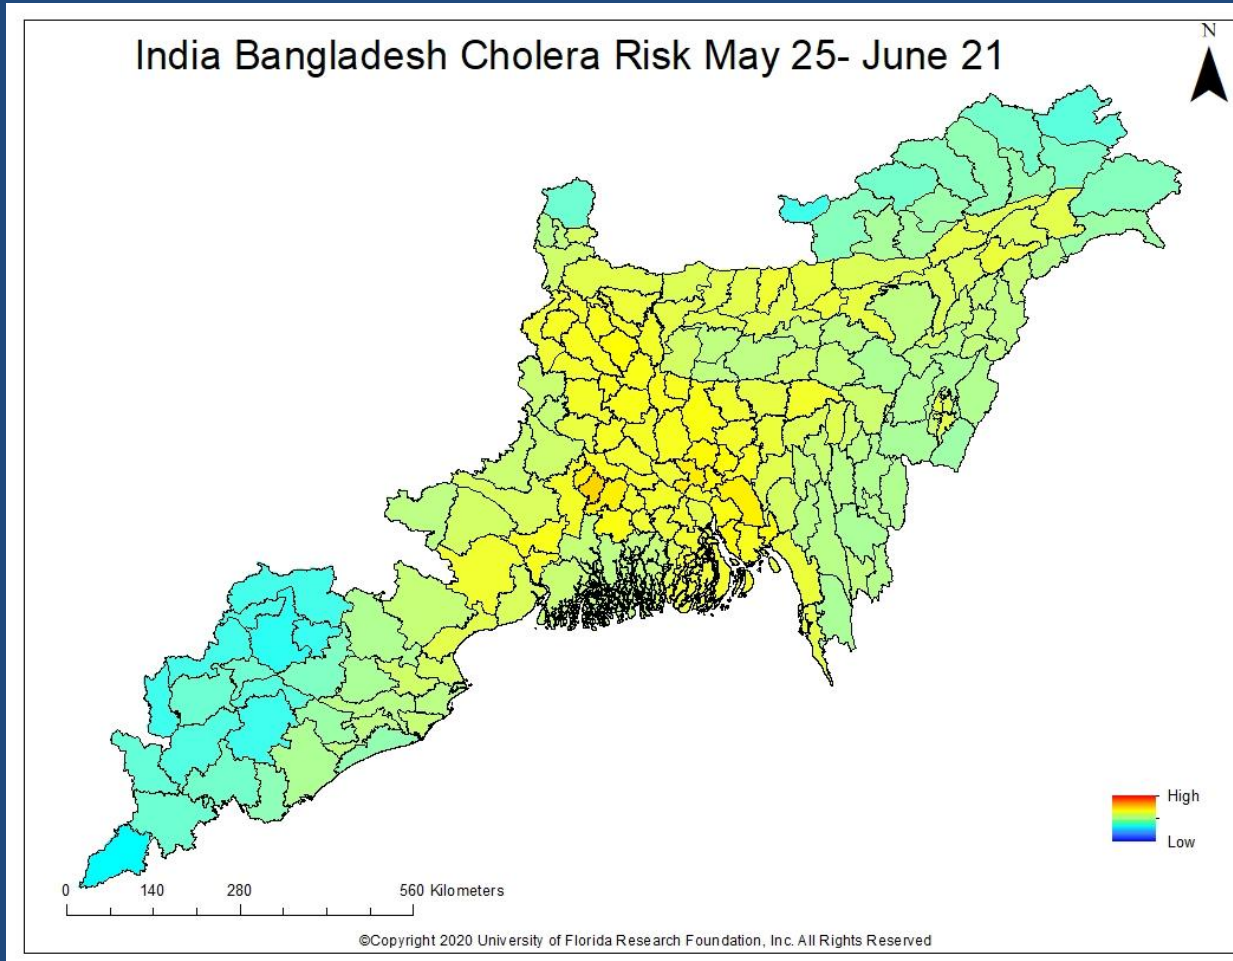 India Bangladesh Cholera Risk May 25- June 21
N
High
Low
0 140 280 560 Kilometers
©Copyright 2020 University of Florida Research Foundation, Inc. All Rights Reserved